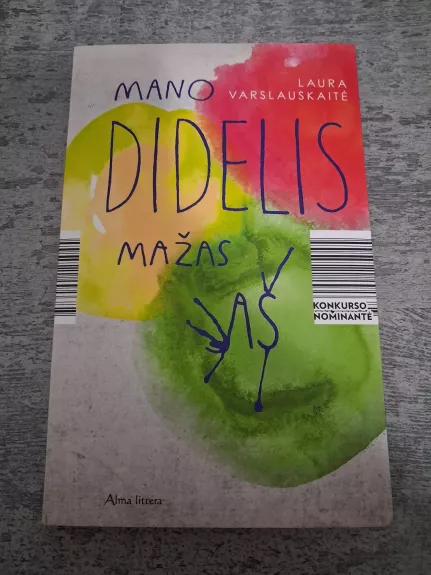 MANO
LAURA
VARSLAUSKAITĖ
DIDELIS
MAŽAS
AŠ
KONKURSO
NOMINANTĖ
Alma littera